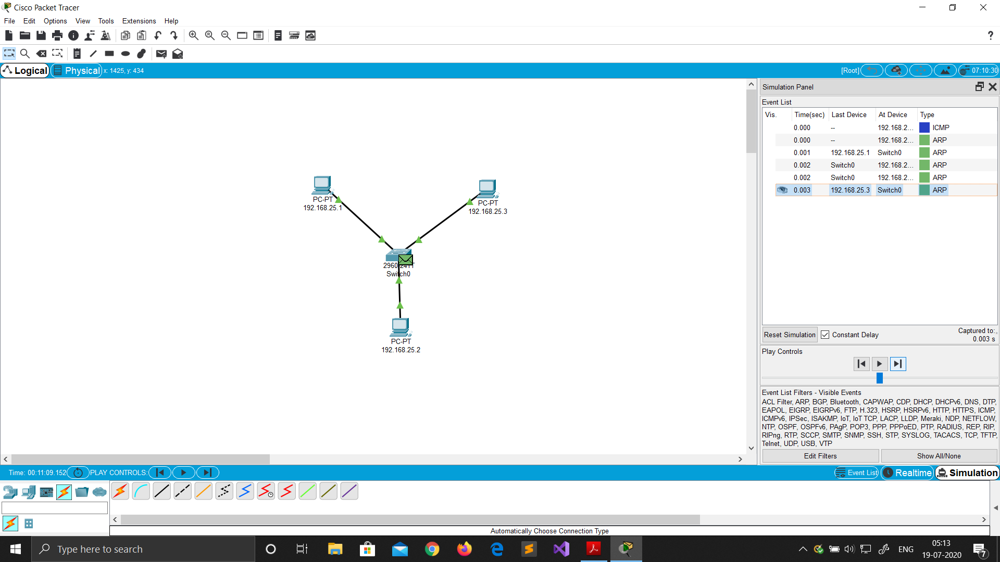 Cisco Packet Tracer
File Edit Options View Tools Extensions Help
?
Logical Physical x: 1425, y: 434 [Root] 07:10:30
Simulation Panel
Event List
Vis. Time(sec) Last Device At Device Type
0.000 -- 192.168.2... ICMP
0.000 -- 192.168.2... ARP
0.001 192.168.25.1 Switch0 ARP
0.002 Switch0 192.168.2... ARP
0.002 Switch0 192.168.2... ARP
0.003 192.168.25.3 Switch0 ARP
PC-PT
192.168.25.1
PC-PT
192.168.25.3
Switch0
PC-PT
192.168.25.2
Reset Simulation Constant Delay Captured to:
0.003 s
Play Controls
Event List Filters - Visible Events
ACL Filter, ARP, BGP, Bluetooth, CAPWAP, CDP, DHCP, DHCPv6, DNS, DTP,
EAPOL, EIGRP, EIGRPv6, FTP, H.323, HSRP, HSRPv6, HTTP, HTTPS, ICMP,
ICMPv6, IPSec, ISAKMP, IoT, IoT TCP, LACP, LLDP, Meraki, NDP, NETFLOW,
NTP, OSPF, OSPFv6, PAgP, POP3, PPP, PPPoED, PTP, RADIUS, REP, RIP,
RIPng, RTP, SCCP, SMTP, SNMP, SSH, STP, SYSLOG, TACACS, TCP, TFTP,
Telnet, UDP, USB, VTP
Edit Filters Show All/None
Time: 00:11:09.152 PLAY CONTROLS: Event List Realtime Simulation
Automatically Choose Connection Type
Type here to search
ENG
05:13
19-07-2020
7